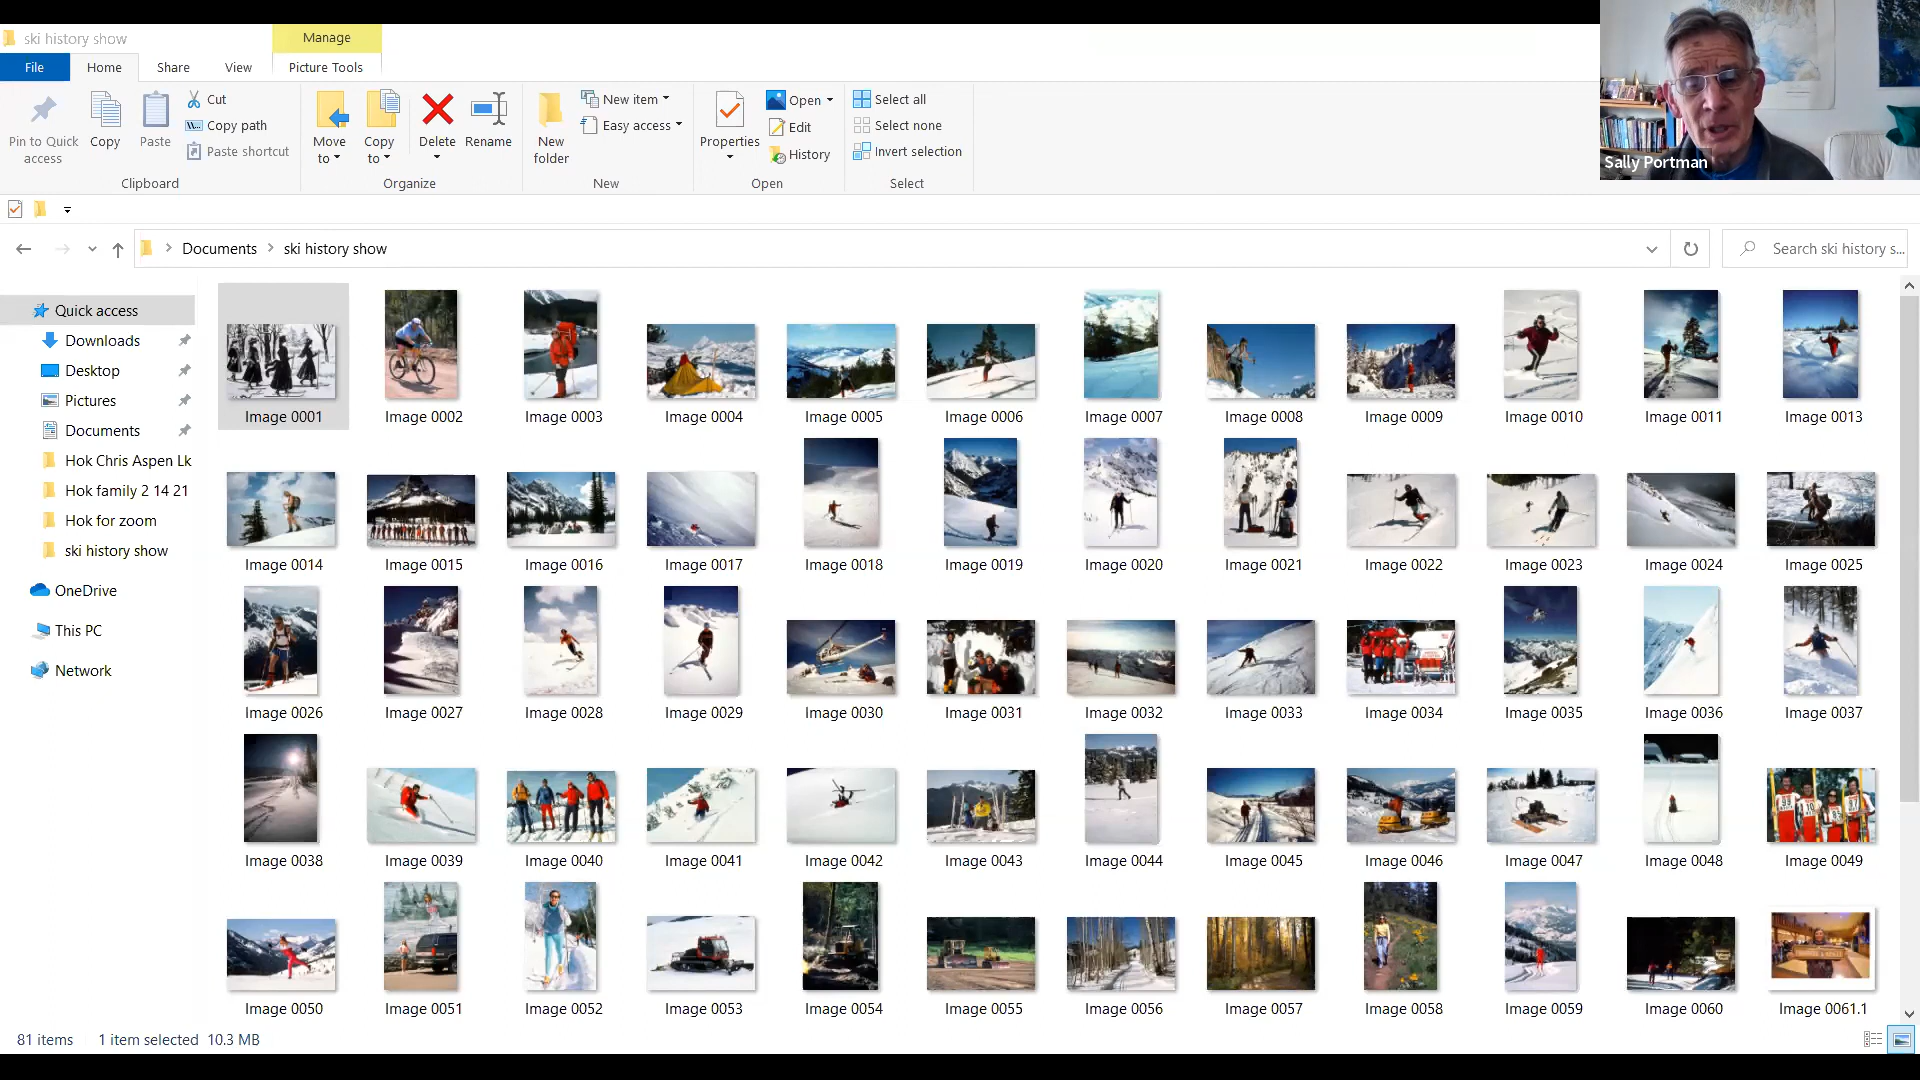 ski history show
Manage
File
Home
Share
View
Picture Tools
Pin to Quick access
Copy
Paste
Cut
Copy path
Paste shortcut
Clipboard
Move to
Copy to
Delete
Rename
Organize
New folder
New item
Easy access
New
Properties
Open
Edit
History
Open
Select all
Select none
Invert selection
Select
Sally Portman
Documents
ski history show
Search ski history s...
Quick access
Downloads
Desktop
Pictures
Documents
Hok Chris Aspen Lk
Hok family 2 14 21
Hok for zoom
ski history show
OneDrive
This PC
Network
Image 0001
Image 0002
Image 0003
Image 0004
Image 0005
Image 0006
Image 0007
Image 0008
Image 0009
Image 0010
Image 0011
Image 0013
Image 0014
Image 0015
Image 0016
Image 0017
Image 0018
Image 0019
Image 0020
Image 0021
Image 0022
Image 0023
Image 0024
Image 0025
Image 0026
Image 0027
Image 0028
Image 0029
Image 0030
Image 0031
Image 0032
Image 0033
Image 0034
Image 0035
Image 0036
Image 0037
Image 0038
Image 0039
Image 0040
Image 0041
Image 0042
Image 0043
Image 0044
Image 0045
Image 0046
Image 0047
Image 0048
Image 0049
Image 0050
Image 0051
Image 0052
Image 0053
Image 0054
Image 0055
Image 0056
Image 0057
Image 0058
Image 0059
Image 0060
Image 0061.1
81 items
1 item selected 10.3 MB